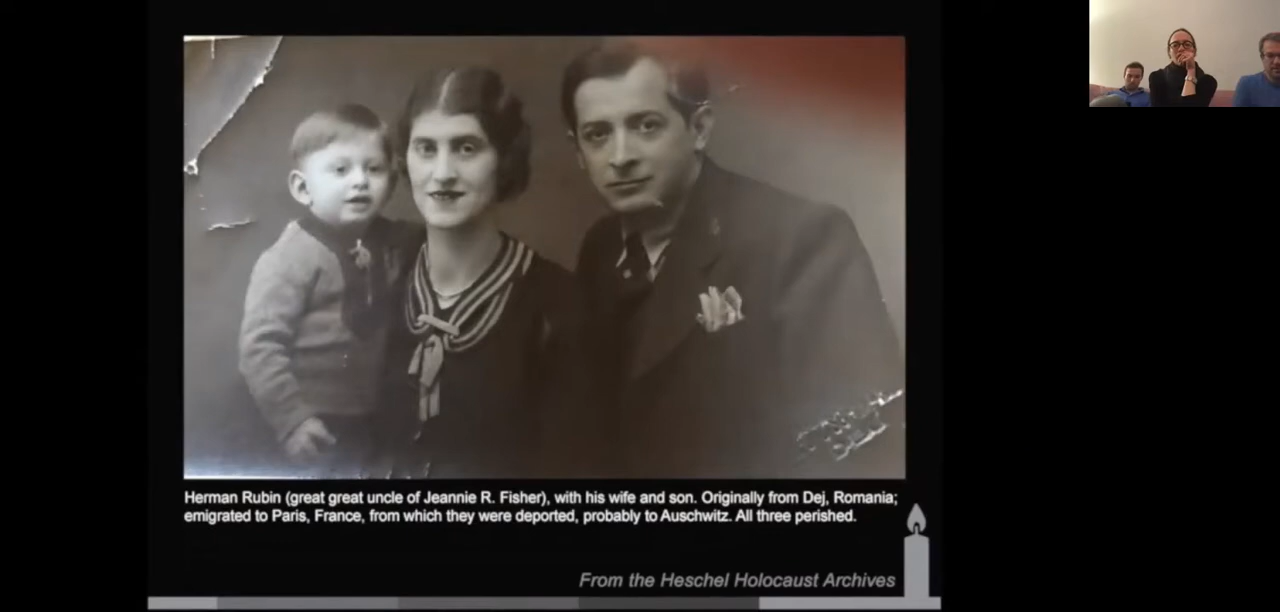 Herman Rubin (great great uncle of Jeannie R. Fisher), with his wife and son. Originally from Dej, Romania;
emigrated to Paris, France, from which they were deported, probably to Auschwitz. All three perished.
From the Heschel Holocaust Archives